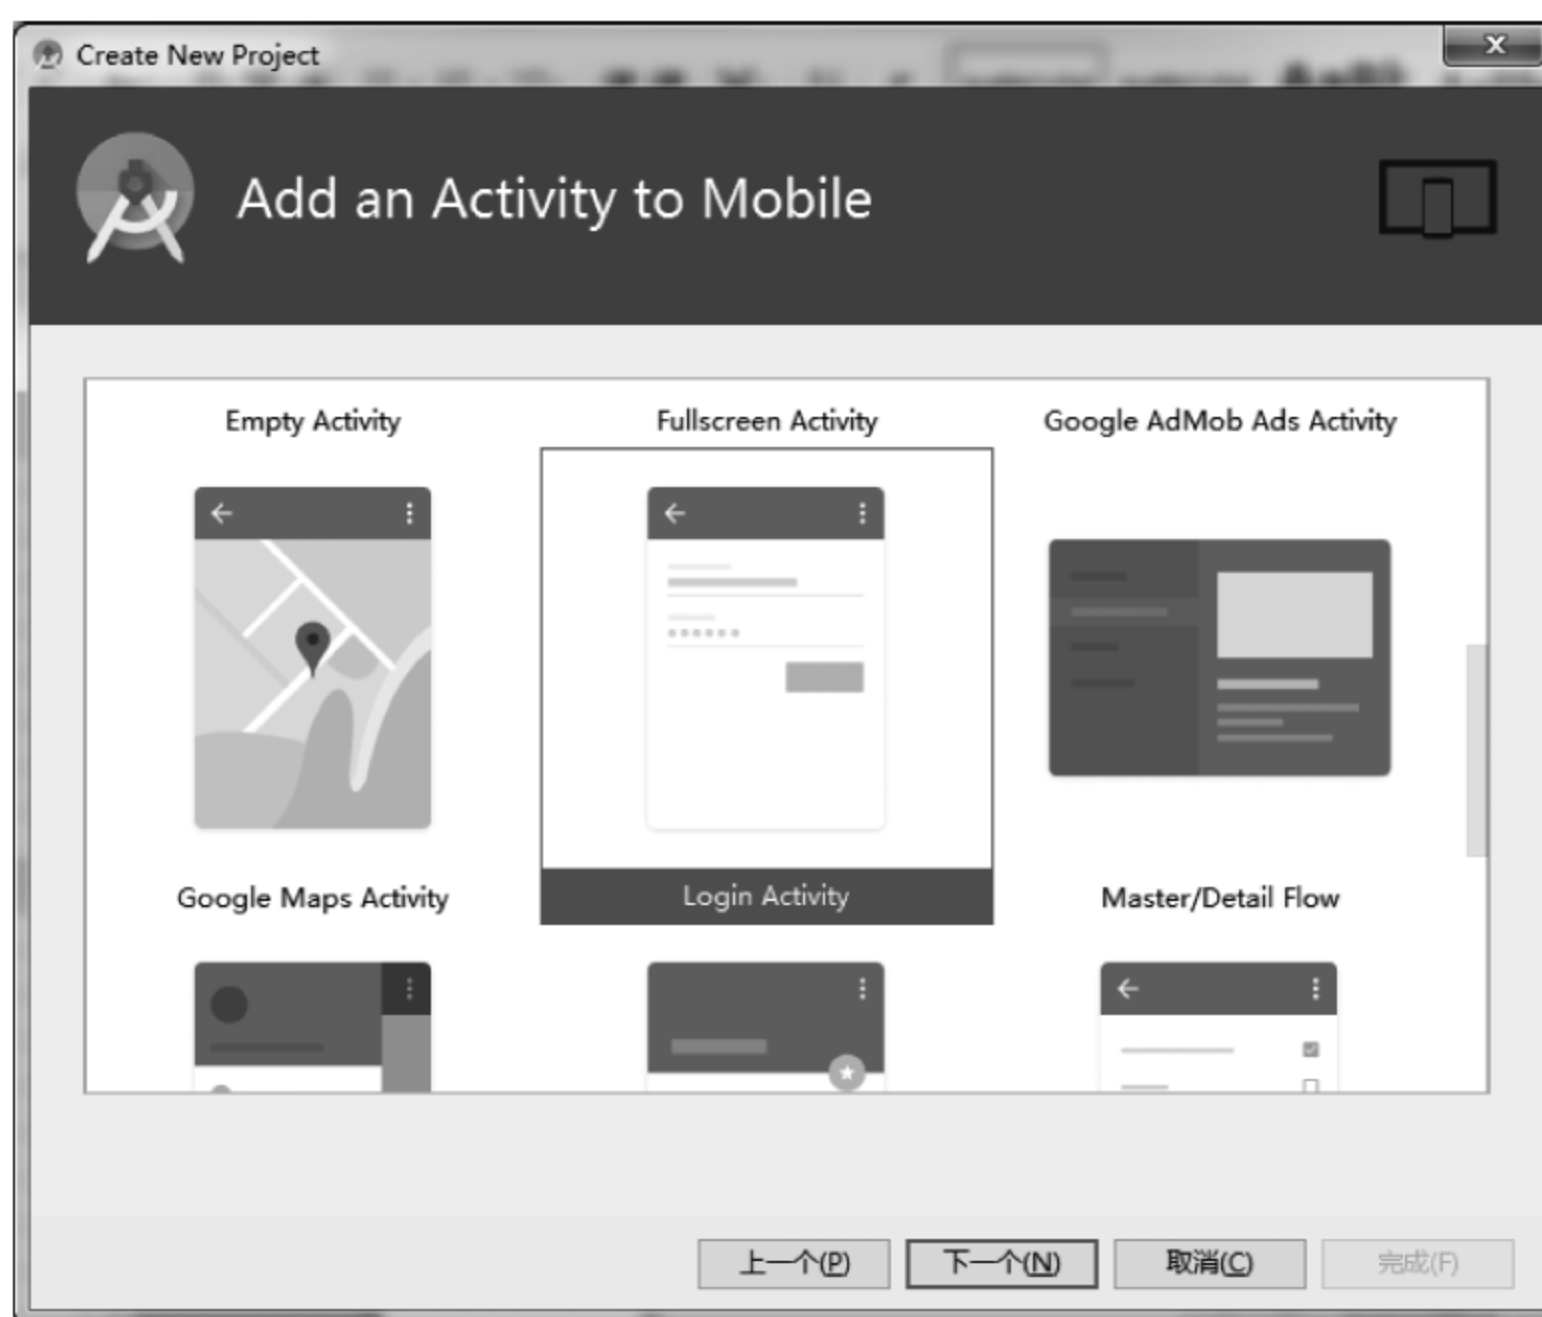 Create New Project
Add an Activity to Mobile
Empty Activity
Fullscreen Activity
Google AdMob Ads Activity
Google Maps Activity
Login Activity
Master/Detail Flow
上一个(P)
下一个(N)
取消(C)
完成(F)